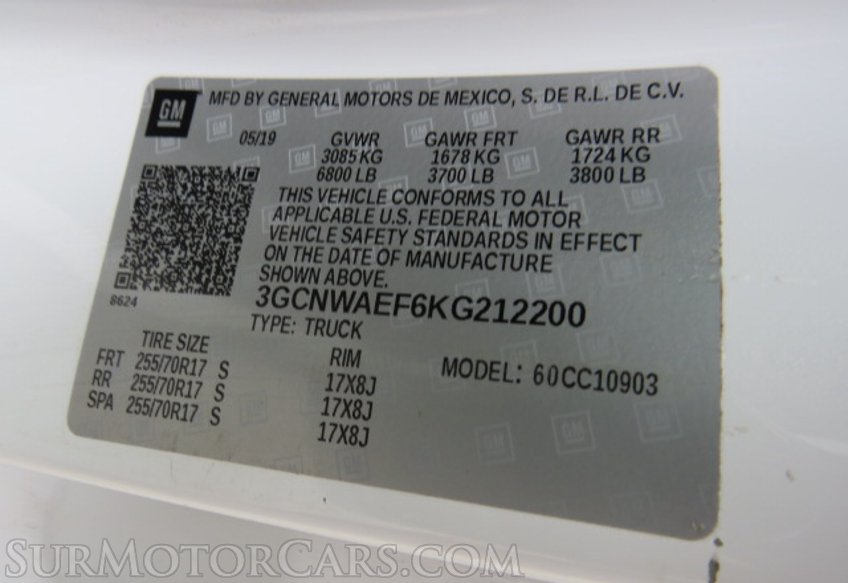 GM MFD BY GENERAL MOTORS DE MEXICO, S. DE R.L. DE C.V.
05/19 GVWR GAWR FRT GAWR RR
3085 KG 1678 KG 1724 KG
6800 LB 3700 LB 3800 LB
THIS VEHICLE CONFORMS TO ALL
APPLICABLE U.S. FEDERAL MOTOR
VEHICLE SAFETY STANDARDS IN EFFECT
ON THE DATE OF MANUFACTURE
SHOWN ABOVE.
8624
3GCNWAEF6KG212200
TYPE: TRUCK
TIRE SIZE RIM MODEL: 60CC10903
FRT 255/70R17 S 17X8J
RR 255/70R17 S 17X8J
SPA 255/70R17 S 17X8J
SURMOTORCARS.COM